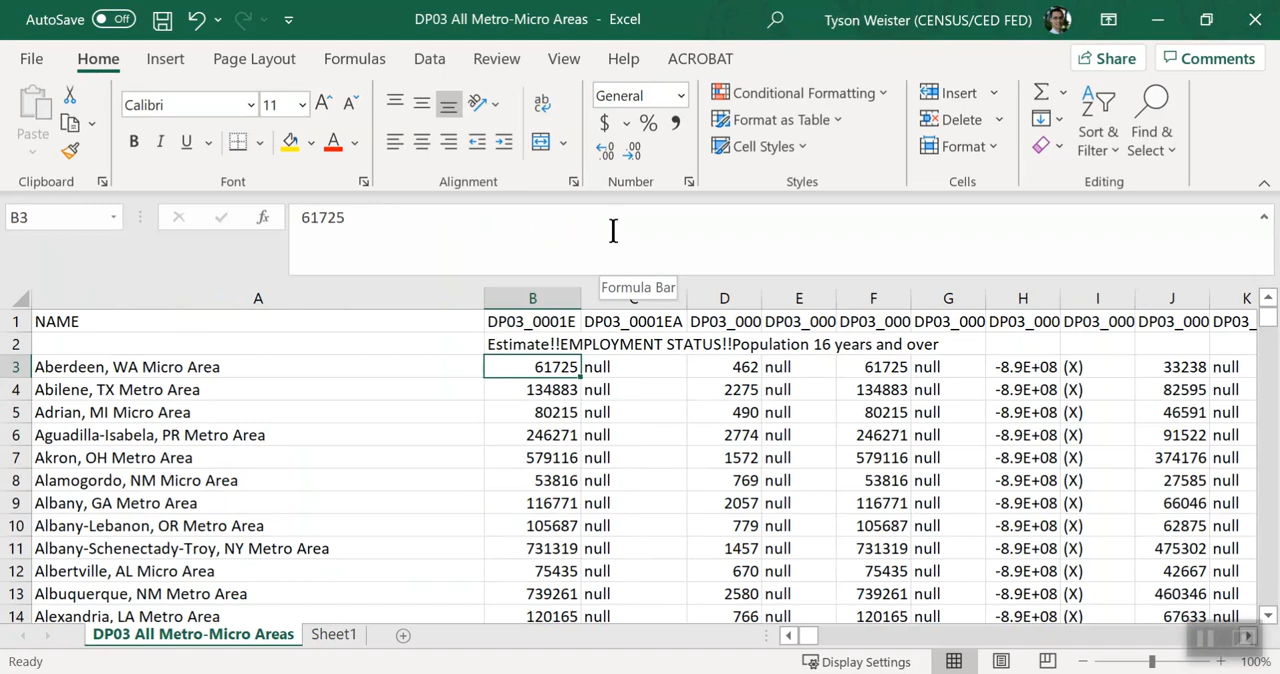 AutoSave Off DP03 All Metro-Micro Areas - Excel Tyson Weister (CENSUS/CED FED)
File Home Insert Page Layout Formulas Data Review View Help ACROBAT Share Comments
Paste Calibri 11 General Conditional Formatting Insert
Format as Table Delete Sort & Find &
Cell Styles Format Filter Select
Clipboard Font Alignment Number Styles Cells Editing
B3 fx 61725
Formula Bar
A B C D E F G H I J K
1 NAME DP03_0001E DP03_0001EA DP03_000 DP03_000 DP03_000 DP03_000 DP03_000 DP03_000 DP03_000 DP03_
2 Estimate!!EMPLOYMENT STATUS!!Population 16 years and over
3 Aberdeen, WA Micro Area 61725 null 462 null 61725 null -8.9E+08 (X) 33238 null
4 Abilene, TX Metro Area 134883 null 2275 null 134883 null -8.9E+08 (X) 82595 null
5 Adrian, MI Micro Area 80215 null 490 null 80215 null -8.9E+08 (X) 46591 null
6 Aguadilla-Isabela, PR Metro Area 246271 null 2774 null 246271 null -8.9E+08 (X) 91522 null
7 Akron, OH Metro Area 579116 null 1572 null 579116 null -8.9E+08 (X) 374176 null
8 Alamogordo, NM Micro Area 53816 null 769 null 53816 null -8.9E+08 (X) 27585 null
9 Albany, GA Metro Area 116771 null 2057 null 116771 null -8.9E+08 (X) 66046 null
10 Albany-Lebanon, OR Metro Area 105687 null 779 null 105687 null -8.9E+08 (X) 62875 null
11 Albany-Schenectady-Troy, NY Metro Area 731319 null 1457 null 731319 null -8.9E+08 (X) 475302 null
12 Albertville, AL Micro Area 75435 null 670 null 75435 null -8.9E+08 (X) 42667 null
13 Albuquerque, NM Metro Area 739261 null 2580 null 739261 null -8.9E+08 (X) 460346 null
14 Alexandria, LA Metro Area 120165 null 766 null 120165 null -8.9E+08 (X) 67633 null
DP03 All Metro-Micro Areas Sheet1
Ready Display Settings 100%